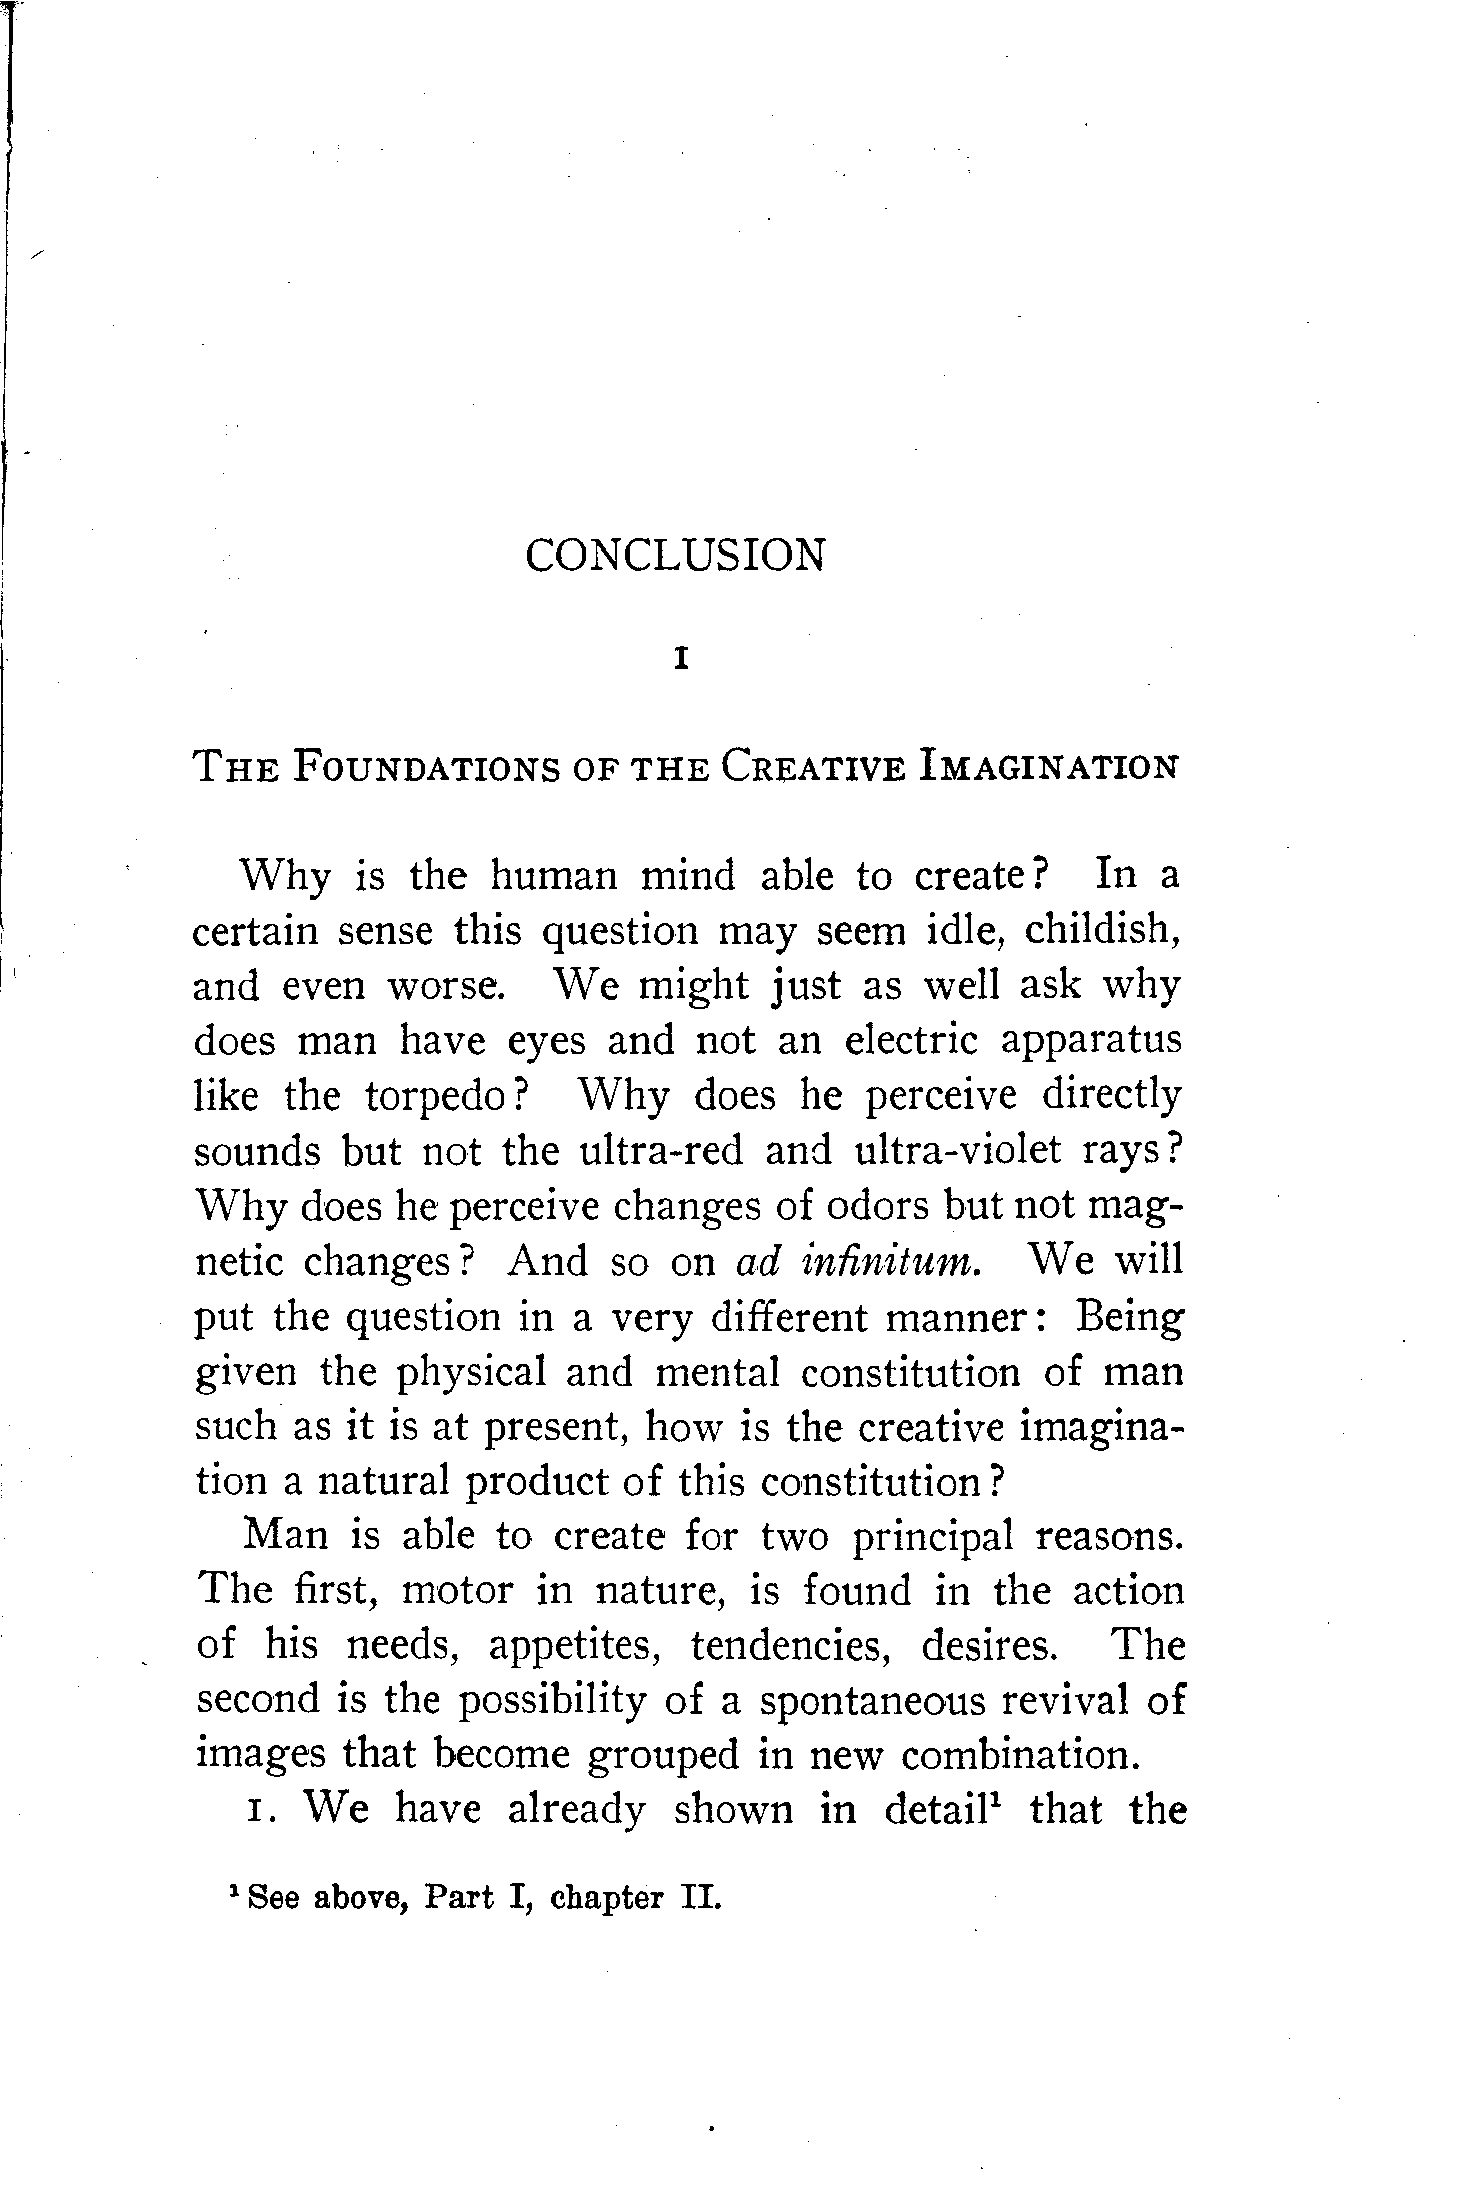 CONCLUSION
I
THE FOUNDATIONS OF THE CREATIVE IMAGINATION
Why is the human mind able to create? In a
certain sense this question may seem idle, childish,
and even worse. We might just as well ask why
does man have eyes and not an electric apparatus
like the torpedo? Why does he perceive directly
sounds but not the ultra-red and ultra-violet rays?
Why does he perceive changes of odors but not mag-
netic changes? And so on ad infinitum. We will
put the question in a very different manner: Being
given the physical and mental constitution of man
such as it is at present, how is the creative imagina-
tion a natural product of this constitution?
Man is able to create for two principal reasons.
The first, motor in nature, is found in the action
of his needs, appetites, tendencies, desires. The
second is the possibility of a spontaneous revival of
images that become grouped in new combination.
1. We have already shown in detail¹ that the
¹ See above, Part I, chapter II.